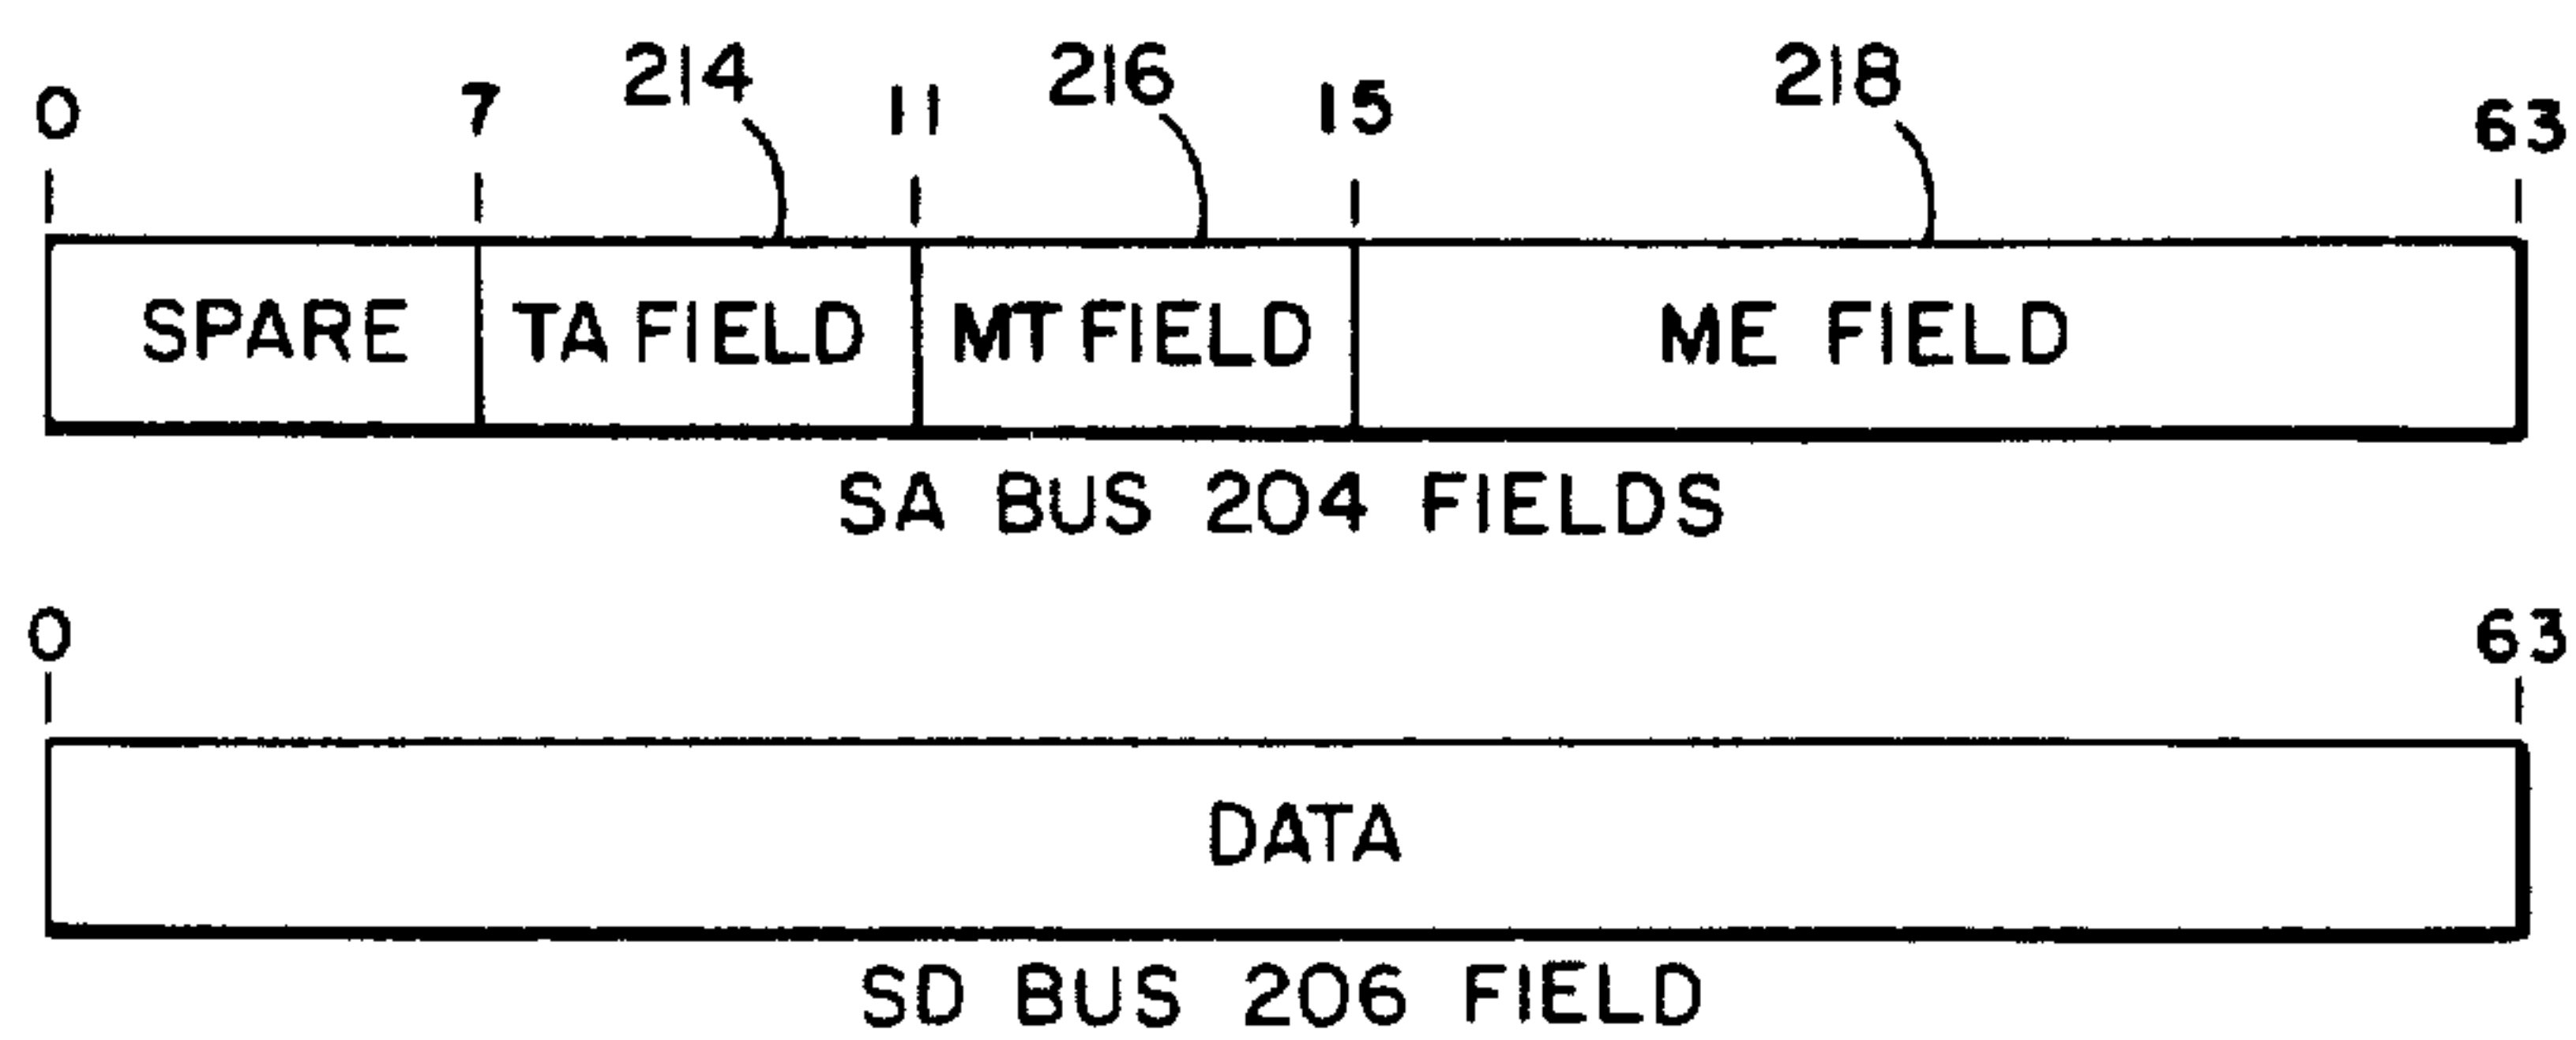 0 7 214 11 216 15 218 63
SPARE TA FIELD MT FIELD ME FIELD
SA BUS 204 FIELDS
0 63
DATA
SD BUS 206 FIELD